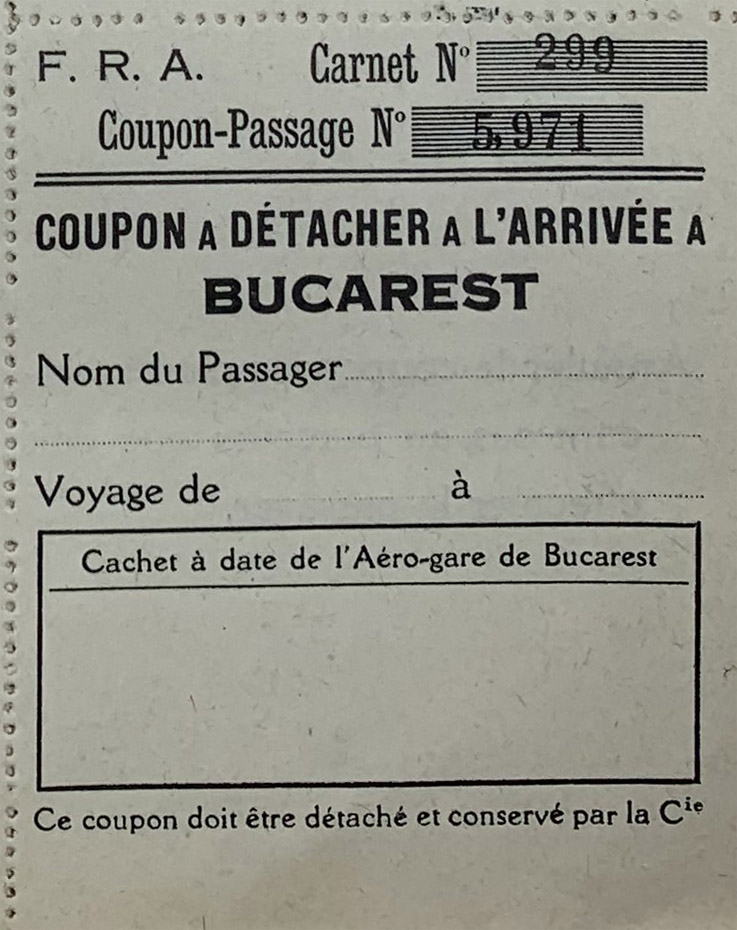 F. R. A. Carnet N° 299
Coupon-Passage N° 5,971
COUPON A DÉTACHER A L'ARRIVÉE A
BUCAREST
Nom du Passager
Voyage de à
Cachet à date de l'Aéro-gare de Bucarest
Ce coupon doit être détaché et conservé par la Cie